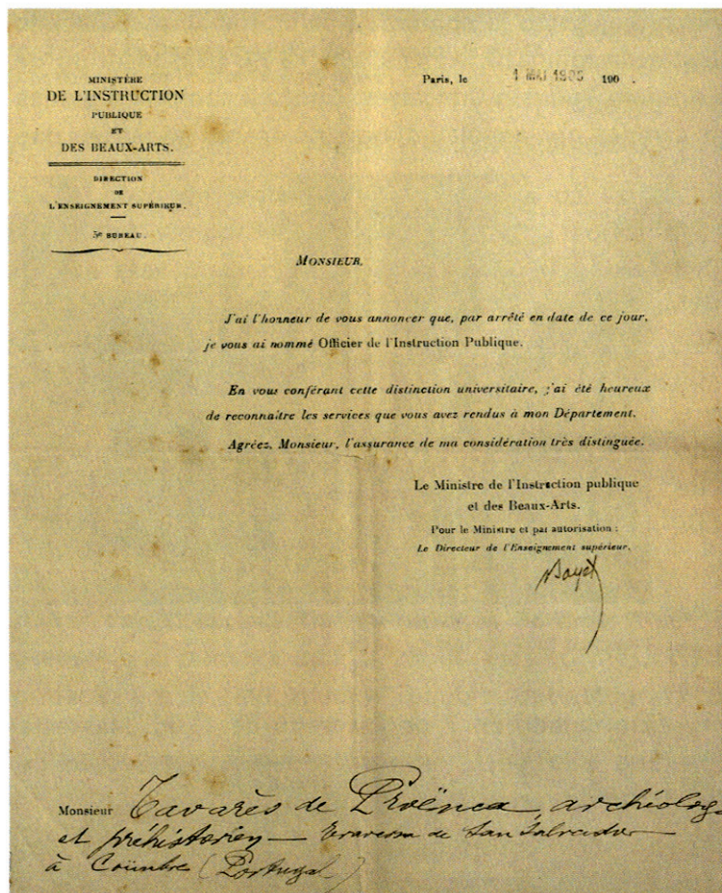 MINISTÈRE
DE L'INSTRUCTION
PUBLIQUE
ET
DES BEAUX-ARTS.
DIRECTION
DE
L'ENSEIGNEMENT SUPÉRIEUR.
5e BUREAU.
Paris, le 1 MAI 1905 190 .
MONSIEUR,
J'ai l'honneur de vous annoncer que, par arrêté en date de ce jour,
je vous ai nommé Officier de l'Instruction Publique.
En vous conférant cette distinction universitaire, j'ai été heureux
de reconnaître les services que vous avez rendus à mon Département.
Agréez, Monsieur, l'assurance de ma considération très distinguée.
Le Ministre de l'Instruction publique
et des Beaux-Arts.
Pour le Ministre et par autorisation :
Le Directeur de l'Enseignement supérieur,
Bayet
Monsieur Tavarès de Proënca archéolog
et préhistorien — Travessa de San Salvador —
à Coïmbre (Portugal)